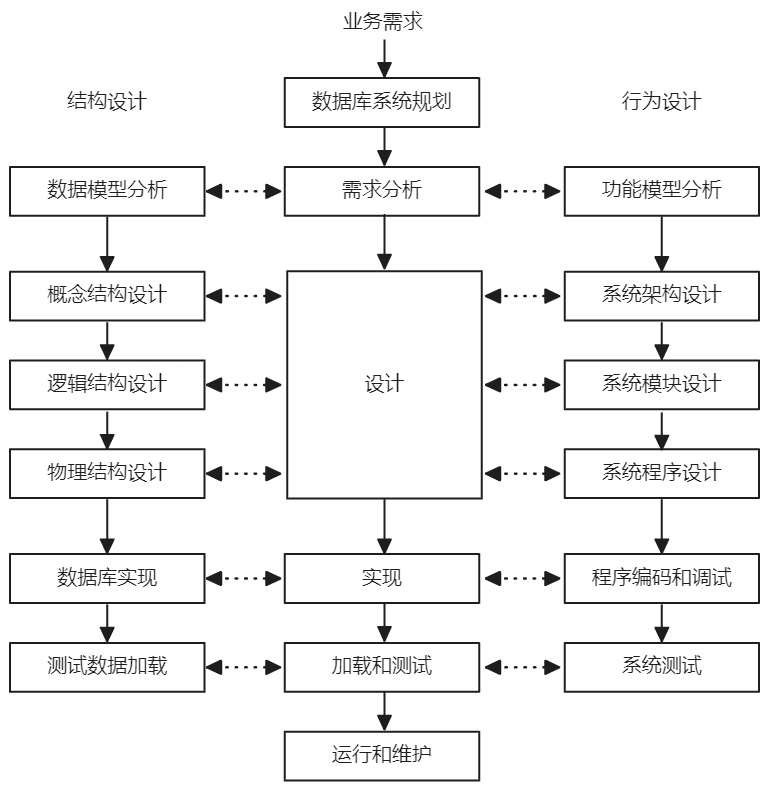 业务需求
结构设计
数据库系统规划
行为设计
数据模型分析
需求分析
功能模型分析
概念结构设计
系统架构设计
逻辑结构设计
设计
系统模块设计
物理结构设计
系统程序设计
数据库实现
实现
程序编码和调试
测试数据加载
加载和测试
系统测试
运行和维护